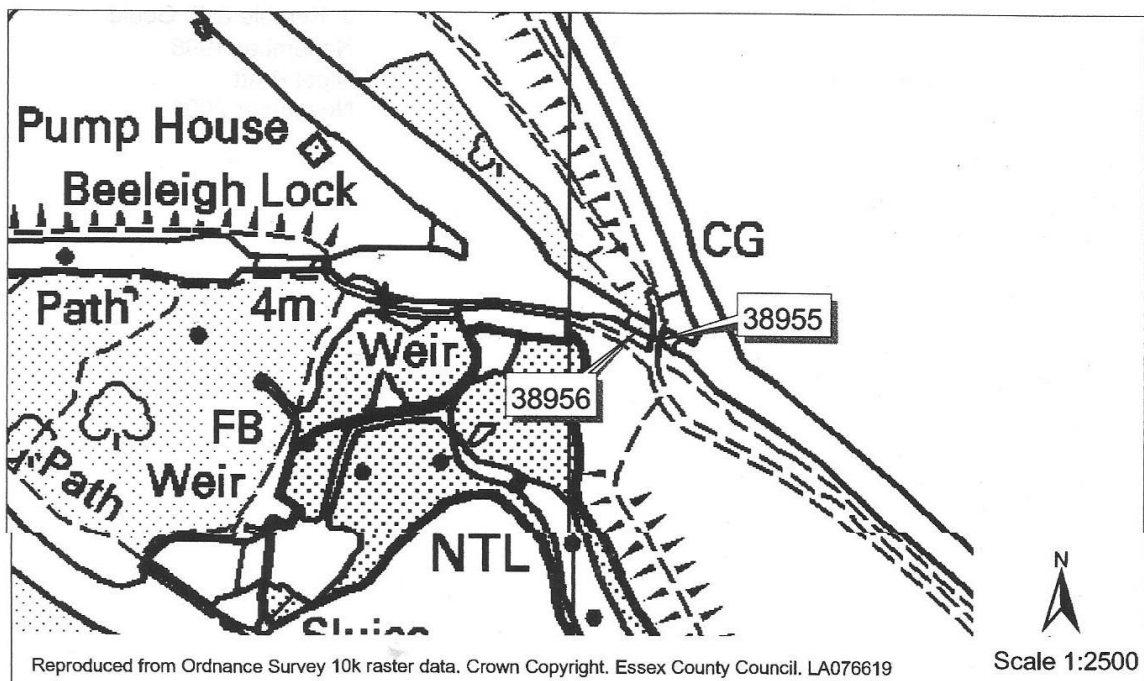 Pump House
Beeleigh Lock
CG
38955
Path
4m
Weir
38956
FB
Path
Weir
NTL
N
Reproduced from Ordnance Survey 10k raster data. Crown Copyright. Essex County Council. LA076619
Scale 1:2500